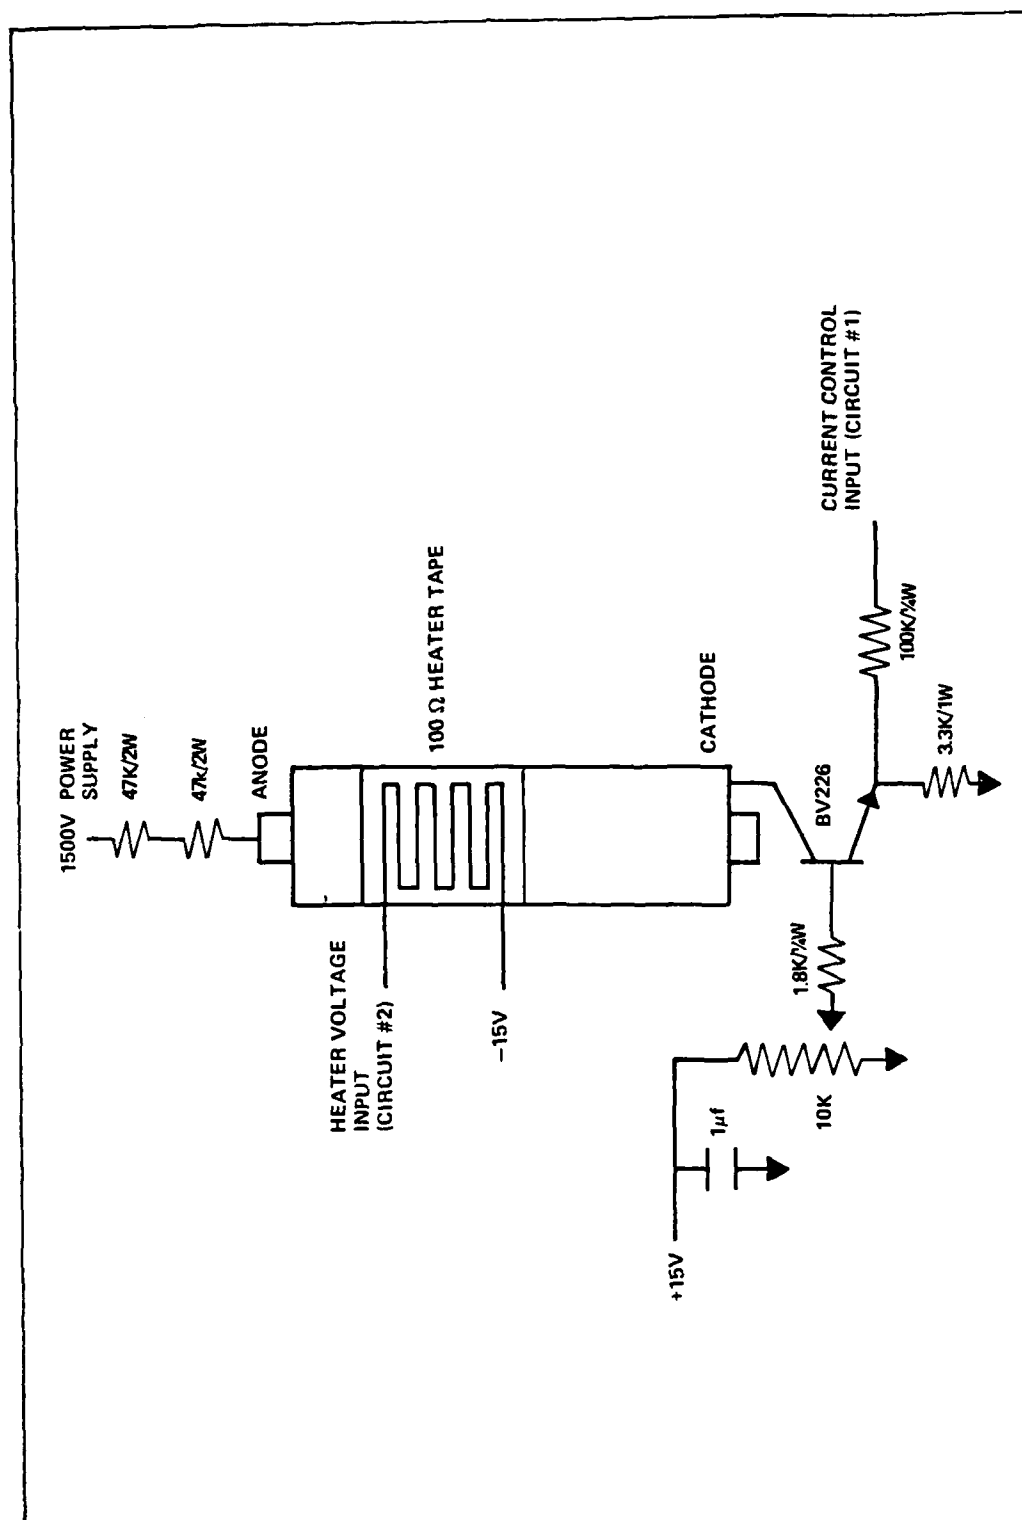 1500V POWER
SUPPLY
47K/2W
47k/2W
ANODE
HEATER VOLTAGE
INPUT
(CIRCUIT #2)
100 Ω HEATER TAPE
−15V
CATHODE
+15V
1μf
10K
1.8K/¼W
BV226
CURRENT CONTROL
INPUT (CIRCUIT #1)
100K/¼W
3.3K/1W